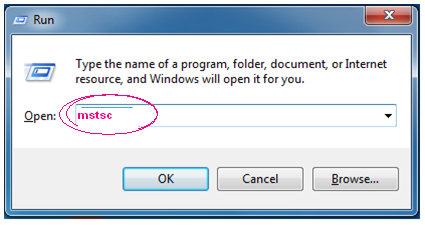 Run
Type the name of a program, folder, document, or Internet
resource, and Windows will open it for you.
Open: mstsc
OK Cancel Browse...